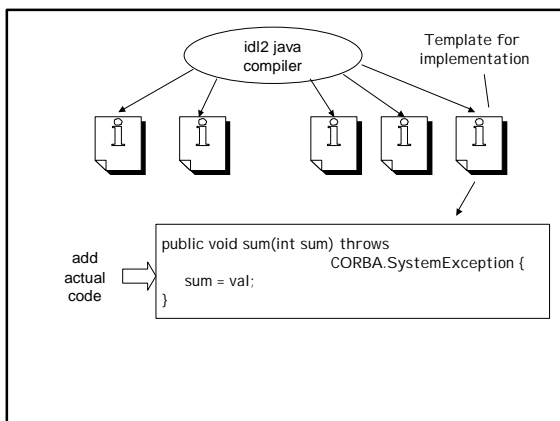 idl2 java
compiler
Template for
implementation
i
i
i
i
i
public void sum(int sum) throws
CORBA.SystemException {
sum = val;
}
add
actual
code